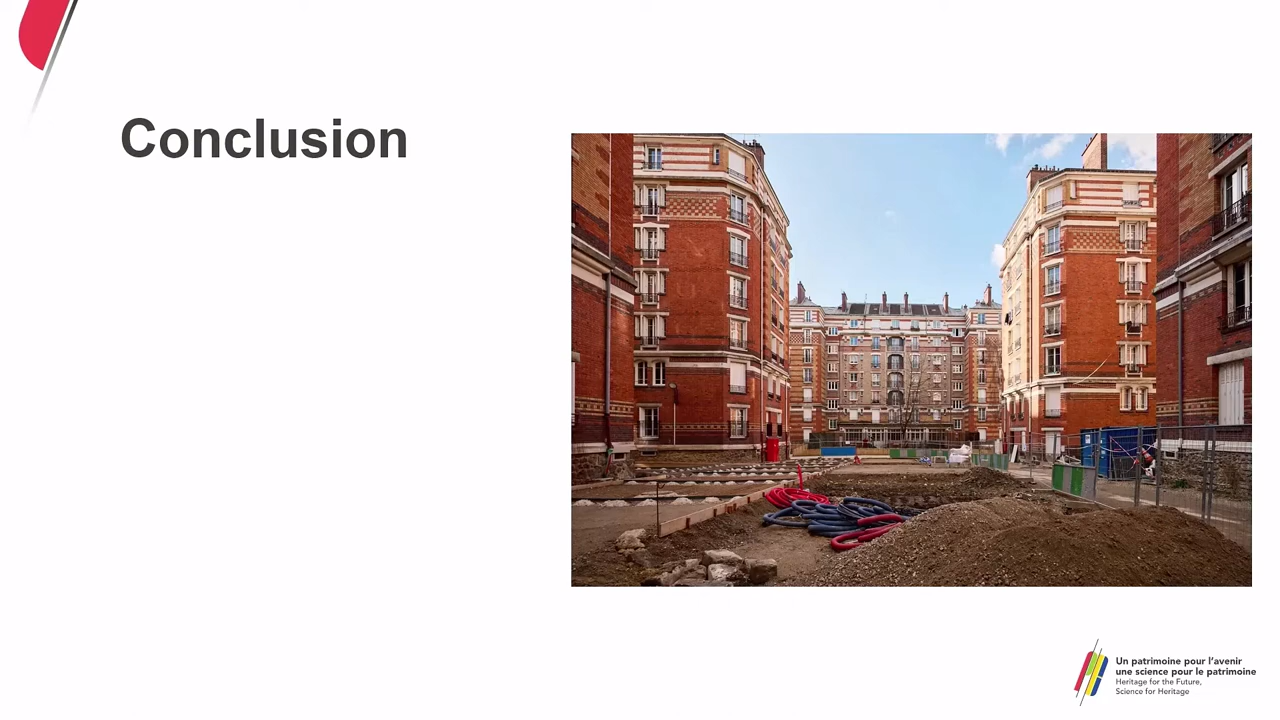 Conclusion
Un patrimoine pour l'avenir
une science pour le patrimoine
Heritage for the Future,
Science for Heritage